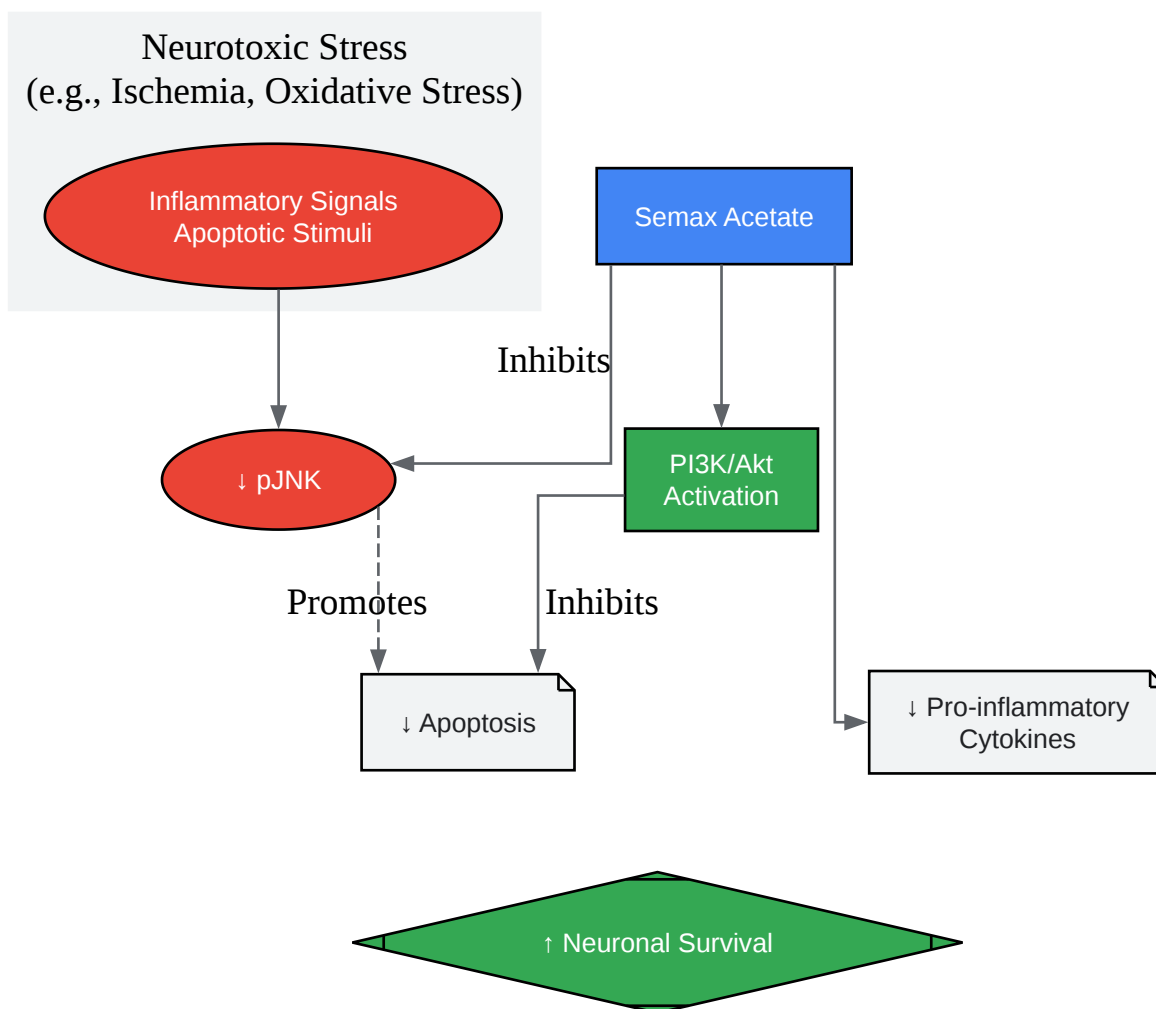 Neurotoxic Stress
(e.g., Ischemia, Oxidative Stress)
Inflammatory Signals
Apoptotic Stimuli
Semax Acetate
Inhibits
↓ pJNK
PI3K/Akt
Activation
Promotes
Inhibits
↓ Apoptosis
↓ Pro-inflammatory
Cytokines
↑ Neuronal Survival